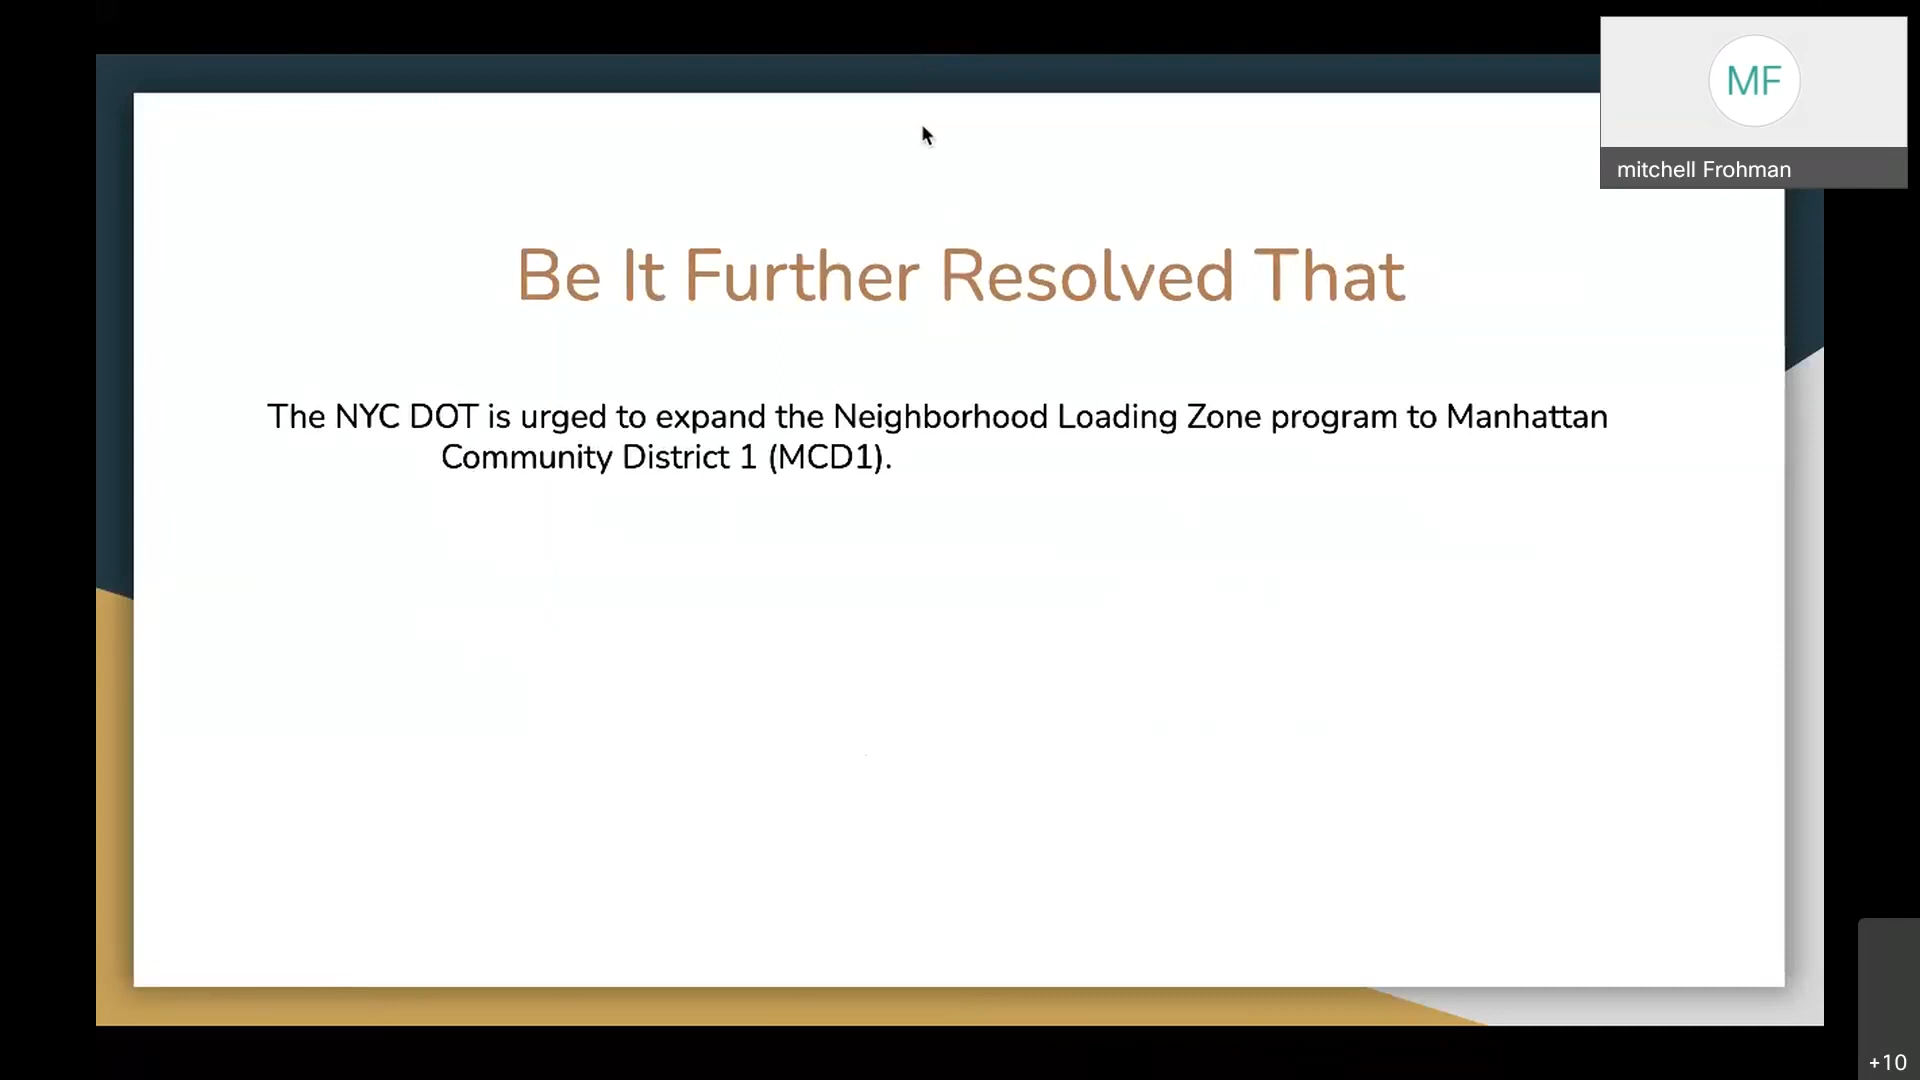 MF
mitchell Frohman
Be It Further Resolved That
The NYC DOT is urged to expand the Neighborhood Loading Zone program to Manhattan
Community District 1 (MCD1).
+10